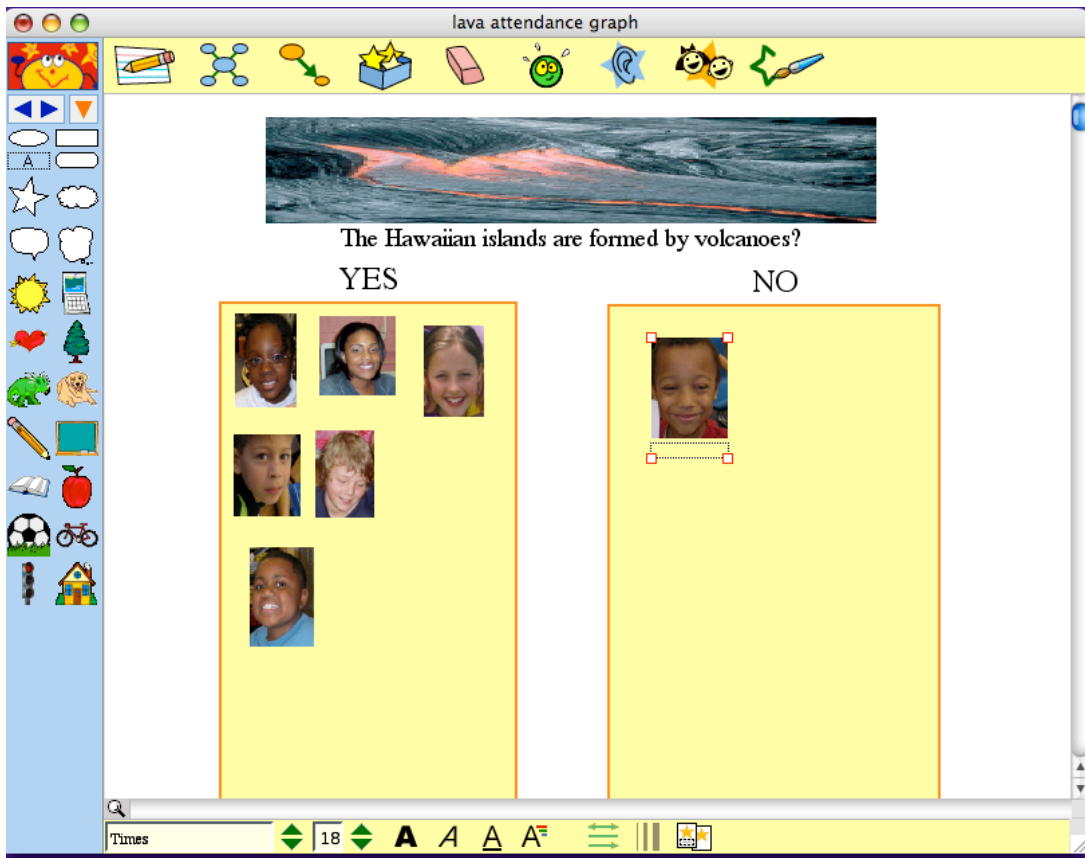 lava attendance graph
A
The Hawaiian islands are formed by volcanoes?
YES
NO
Times
18
A A A A